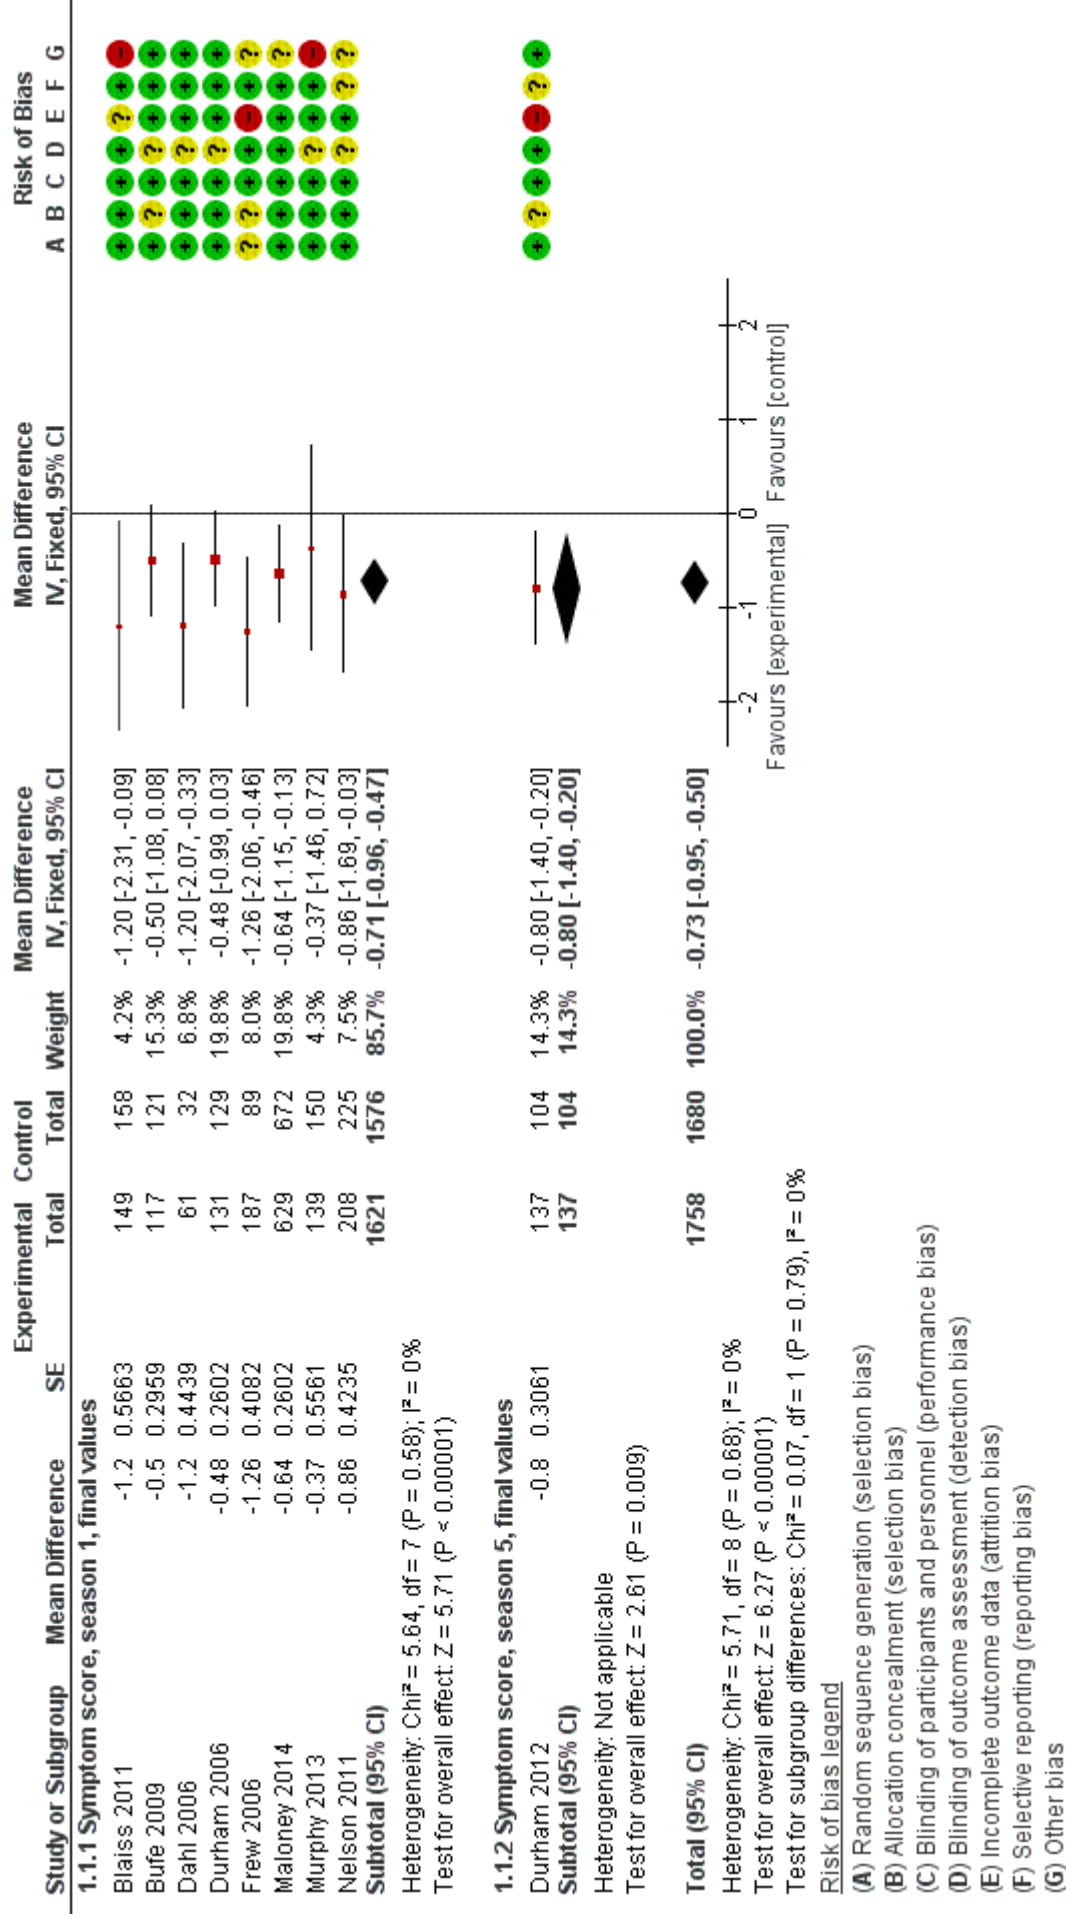 Experimental Control Mean Difference Mean Difference Risk of Bias
Study or Subgroup Mean Difference SE Total Total Weight IV, Fixed, 95% CI IV, Fixed, 95% CI A B C D E F G
1.1.1 Symptom score, season 1, final values
Blaiss 2011 -1.2 0.5663 149 158 4.2% -1.20 [-2.31, -0.09] + + + + ? + −
Bufe 2009 -0.5 0.2959 117 121 15.3% -0.50 [-1.08, 0.08] + ? + ? + + +
Dahl 2006 -1.2 0.4439 61 32 6.8% -1.20 [-2.07, -0.33] + + + ? + + +
Durham 2006 -0.48 0.2602 131 129 19.8% -0.48 [-0.99, 0.03] + + + ? + + +
Frew 2006 -1.26 0.4082 187 89 8.0% -1.26 [-2.06, -0.46] ? ? + + − + ?
Maloney 2014 -0.64 0.2602 629 672 19.8% -0.64 [-1.15, -0.13] + + + + + + ?
Murphy 2013 -0.37 0.5561 139 150 4.3% -0.37 [-1.46, 0.72] + + + ? + + −
Nelson 2011 -0.86 0.4235 208 225 7.5% -0.86 [-1.69, -0.03] + + + ? + ? ?
Subtotal (95% CI) 1621 1576 85.7% -0.71 [-0.96, -0.47]
Heterogeneity: Chi² = 5.64, df = 7 (P = 0.58); I² = 0%
Test for overall effect: Z = 5.71 (P < 0.00001)
1.1.2 Symptom score, season 5, final values
Durham 2012 -0.8 0.3061 137 104 14.3% -0.80 [-1.40, -0.20] + ? + + − ? +
Subtotal (95% CI) 137 104 14.3% -0.80 [-1.40, -0.20]
Heterogeneity: Not applicable
Test for overall effect: Z = 2.61 (P = 0.009)
Total (95% CI) 1758 1680 100.0% -0.73 [-0.95, -0.50]
Heterogeneity: Chi² = 5.71, df = 8 (P = 0.68); I² = 0%
Test for overall effect: Z = 6.27 (P < 0.00001)
Test for subgroup differences: Chi² = 0.07, df = 1 (P = 0.79), I² = 0%
-2 -1 0 1 2
Favours [experimental] Favours [control]
Risk of bias legend
(A) Random sequence generation (selection bias)
(B) Allocation concealment (selection bias)
(C) Blinding of participants and personnel (performance bias)
(D) Blinding of outcome assessment (detection bias)
(E) Incomplete outcome data (attrition bias)
(F) Selective reporting (reporting bias)
(G) Other bias